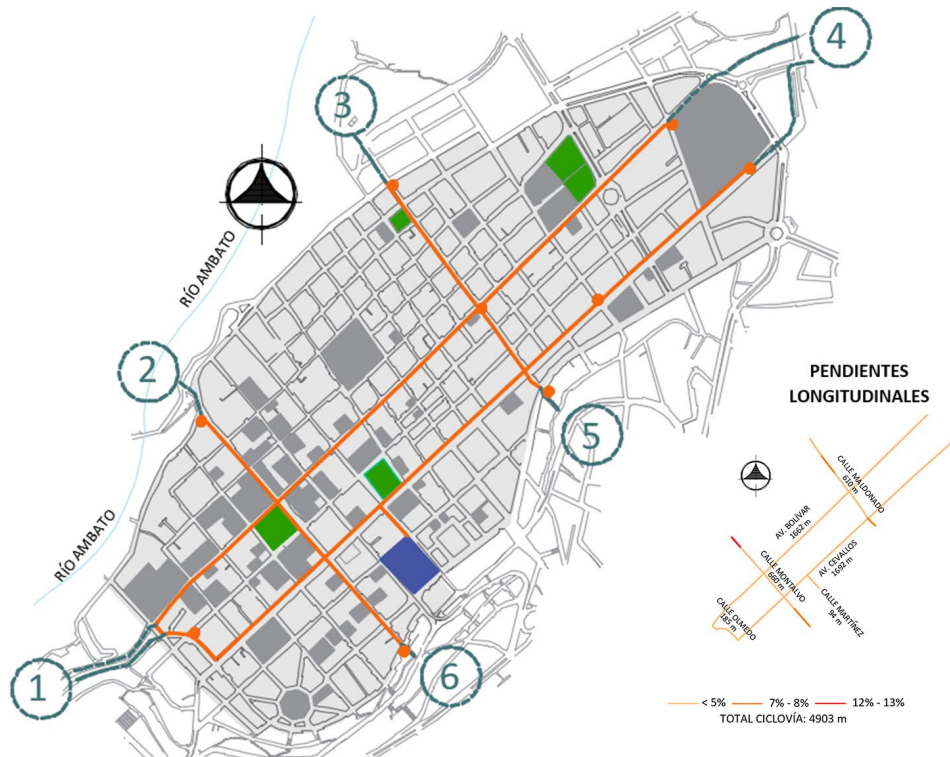 4
3
RÍO AMBATO
2
PENDIENTES
LONGITUDINALES
5
CALLE MALDONADO
610 m
AV. BOLÍVAR
1662 m
RÍO AMBATO
AV. CEVALLOS
1692 m
CALLE MONTALVO
660 m
CALLE MARTÍNEZ
94 m
CALLE OLMEDO
185 m
1
6
< 5%
7% - 8%
12% - 13%
TOTAL CICLOVÍA: 4903 m